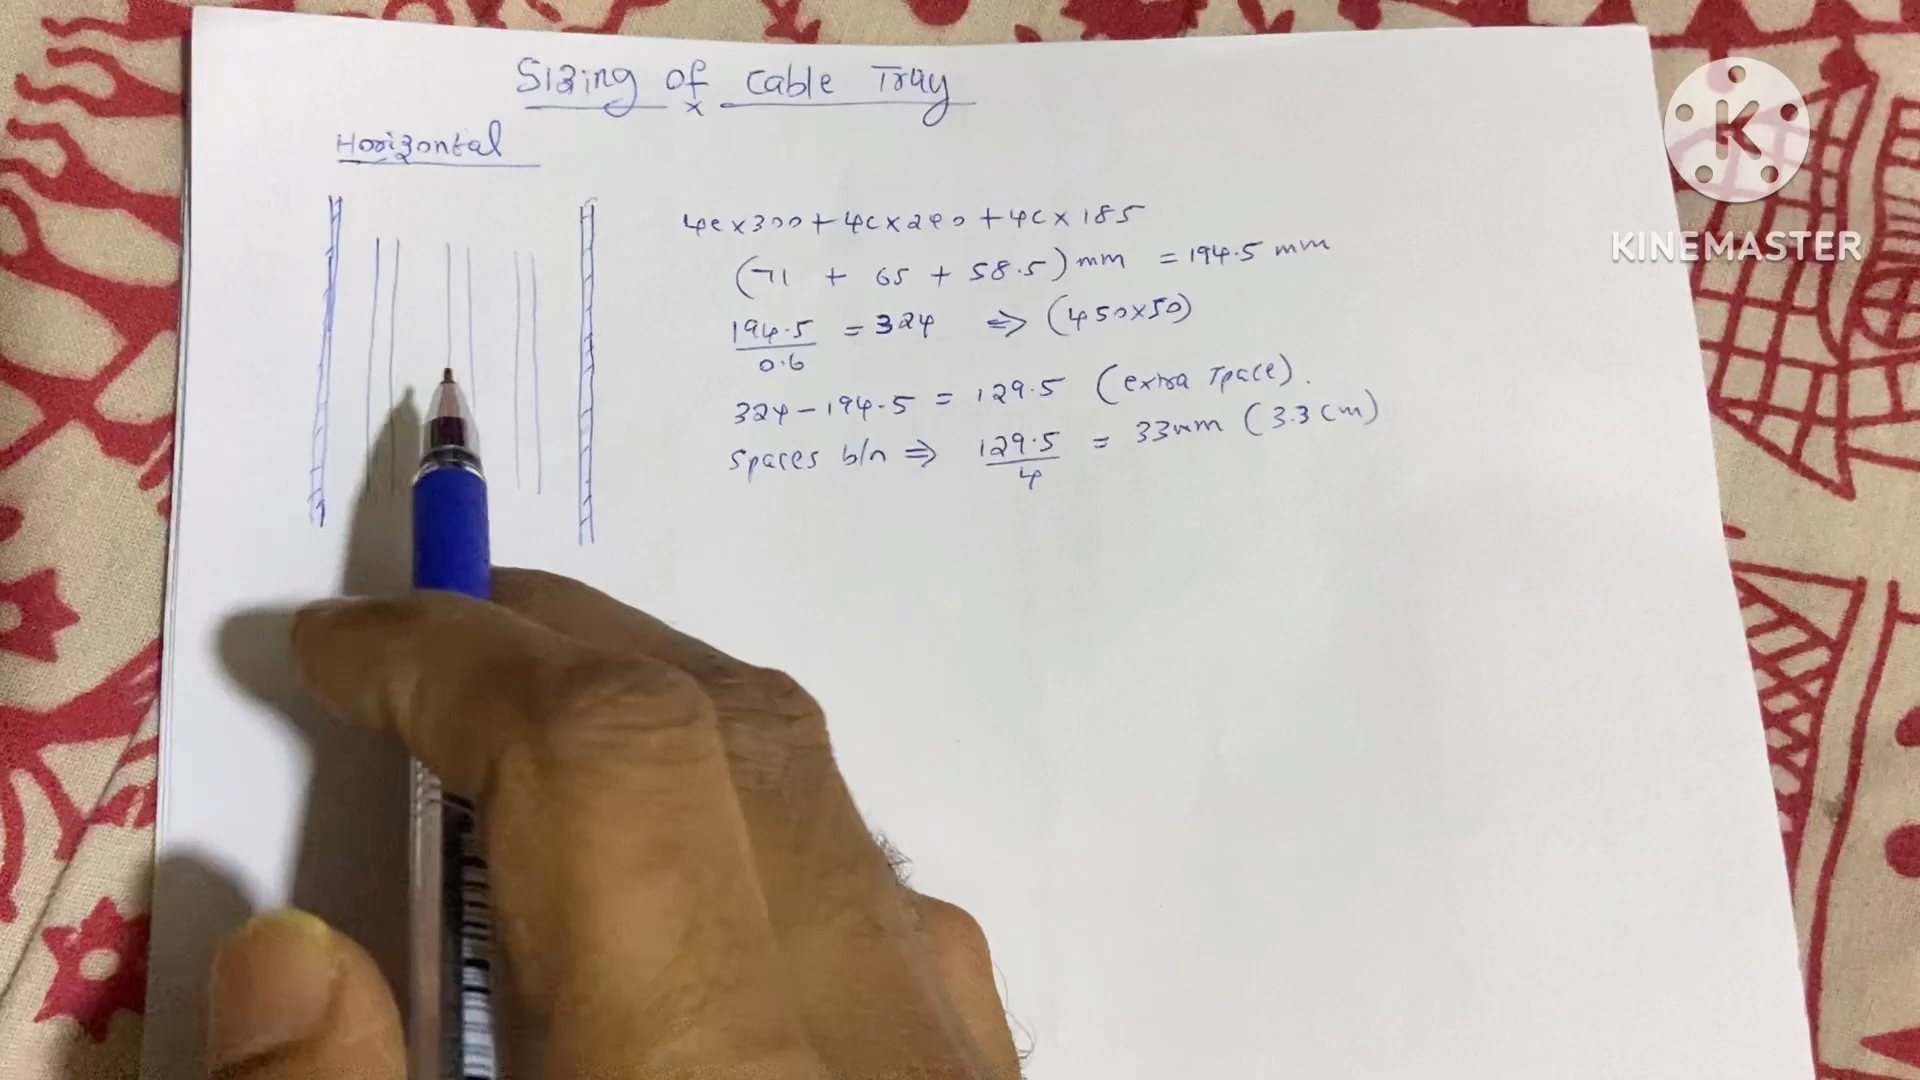 Sizing of Cable Tray
x
Horizontal
4c x 300 + 4c x 240 + 4c x 185
(71 + 65 + 58.5) mm = 194.5 mm
194.5
0.6
= 324 ⇒ (450x50)
324 - 194.5 = 129.5 (extra Space).
Spaces b/n ⇒ 129.5
4
= 33mm (3.3 cm)
K
KINEMASTER